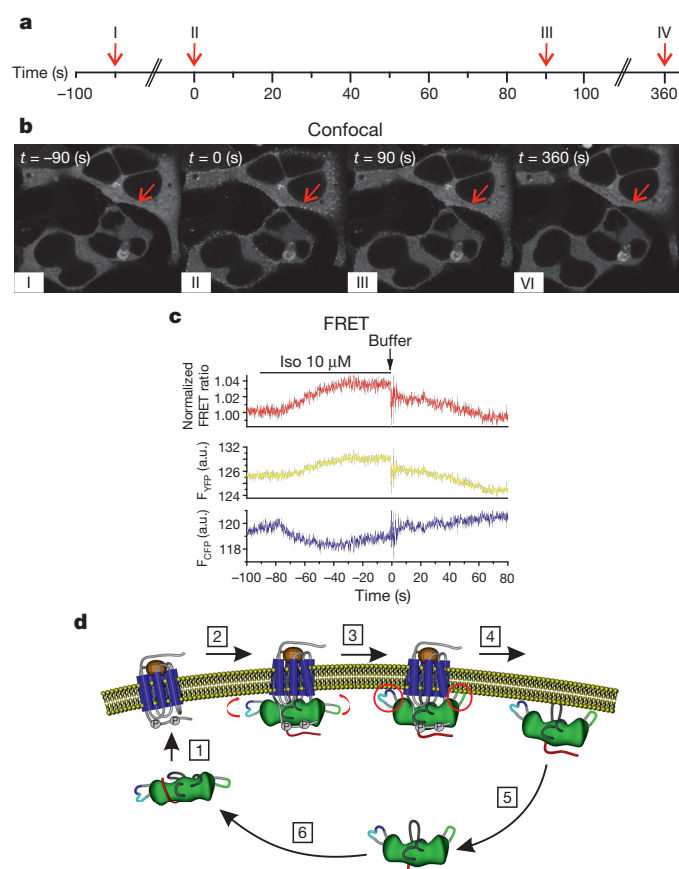 a
I II III IV
Time (s)
−100 0 20 40 60 80 100 360
b
Confocal
t = −90 (s) t = 0 (s) t = 90 (s) t = 360 (s)
I II III VI
c
FRET
Buffer
Iso 10 μM
Normalized
FRET ratio
1.04
1.02
1.00
F_YFP (a.u.)
132
126
124
F_CFP (a.u.)
120
118
−100 −80 −60 −40 −20 0 20 40 60 80
Time (s)
d
2 3 4
P P P P P P
1
5
6